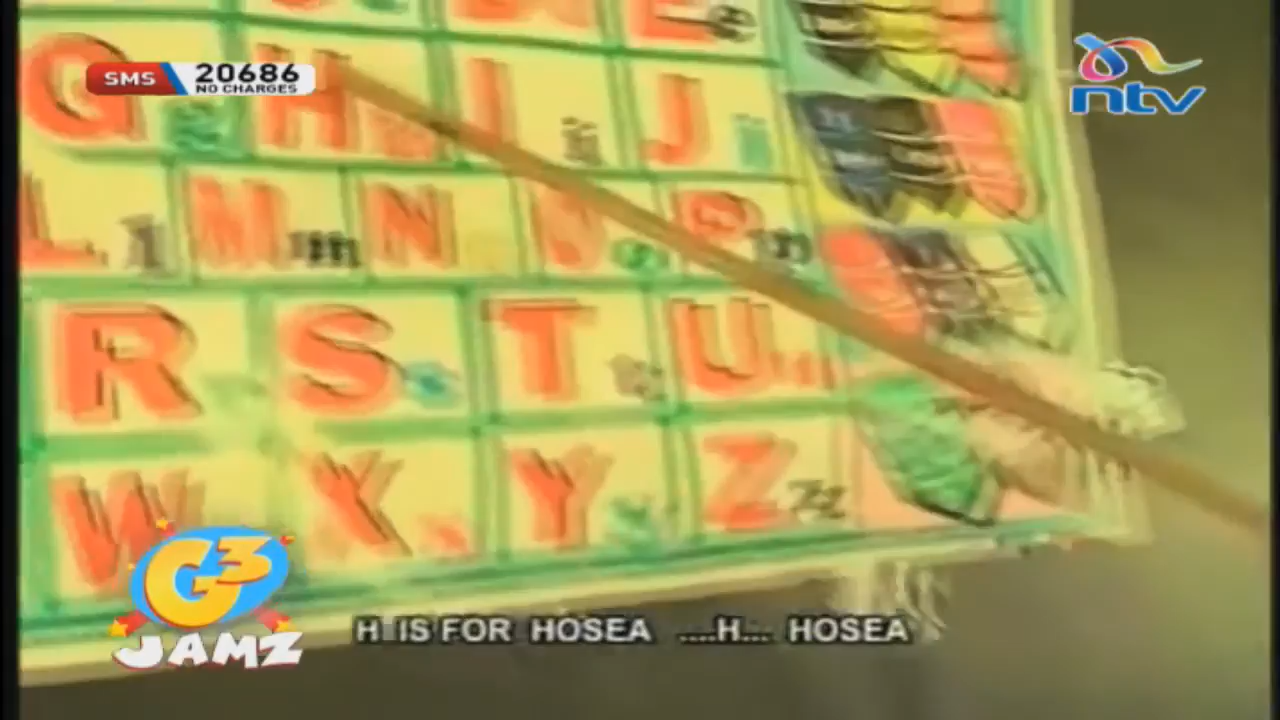 E e
SMS 20686
NO CHARGES
ntv
G H I J
L l M m N P
R S T U
W X Y Z z
G3
JAMZ
H IS FOR HOSEA ....H... HOSEA